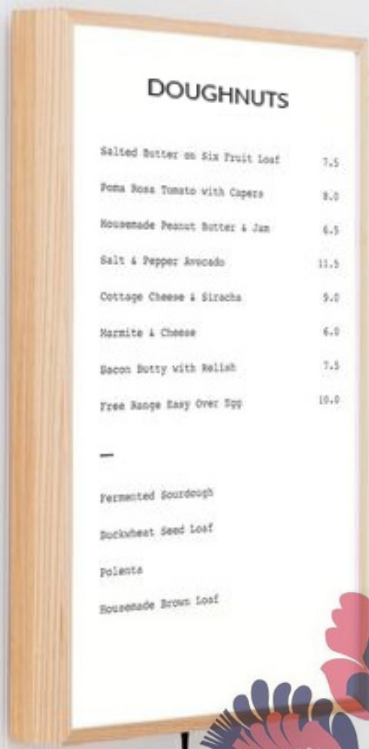 DOUGHNUTS
Salted Butter on Six Fruit Loaf 7.5
Poma Rosa Tomato with Capers 8.0
Housemade Peanut Butter & Jam 6.5
Salt & Pepper Avocado 11.5
Cottage Cheese & Siracha 9.0
Marmite & Cheese 6.0
Bacon Butty with Relish 7.5
Free Range Easy Over Egg 10.0
—
Fermented Sourdough
Buckwheat Seed Loaf
Polenta
Housemade Brown Loaf